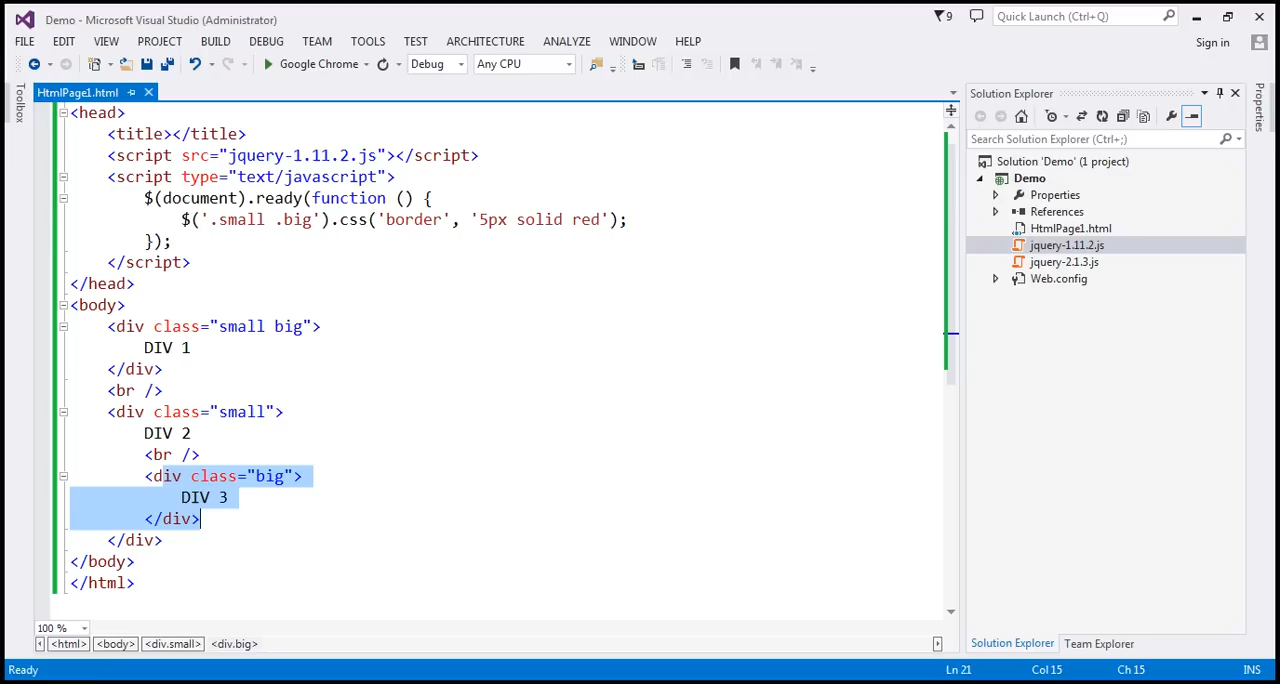 Demo - Microsoft Visual Studio (Administrator)
9
Quick Launch (Ctrl+Q)
FILE EDIT VIEW PROJECT BUILD DEBUG TEAM TOOLS TEST ARCHITECTURE ANALYZE WINDOW HELP
Sign in
Google Chrome Debug Any CPU
Toolbox
HtmlPage1.html
<head>
<title></title>
<script src="jquery-1.11.2.js"></script>
<script type="text/javascript">
$(document).ready(function () {
$('.small .big').css('border', '5px solid red');
});
</script>
</head>
<body>
<div class="small big">
DIV 1
</div>
<br />
<div class="small">
DIV 2
<br />
<div class="big">
DIV 3
</div>
</div>
</body>
</html>
100 %
<html> <body> <div.small> <div.big>
Solution Explorer
Search Solution Explorer (Ctrl+;)
Solution 'Demo' (1 project)
Demo
Properties
References
HtmlPage1.html
jquery-1.11.2.js
jquery-2.1.3.js
Web.config
Solution Explorer Team Explorer
Properties
Ready Ln 21 Col 15 Ch 15 INS